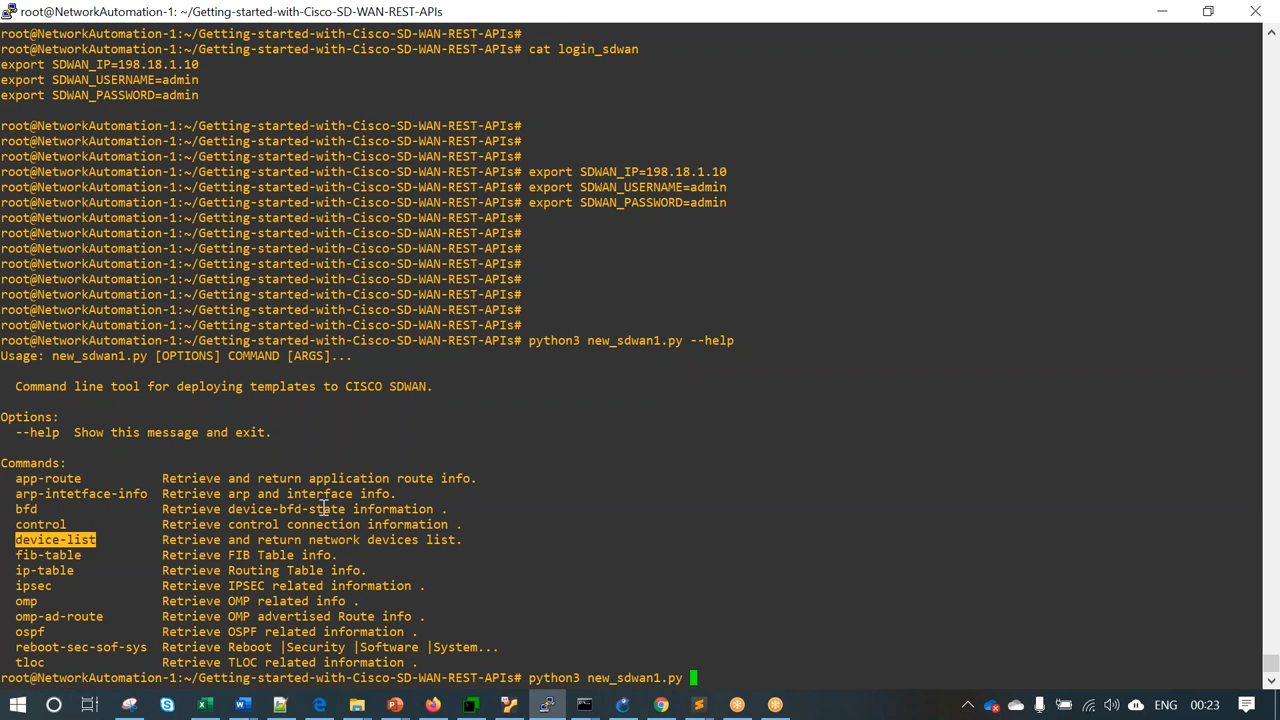 root@NetworkAutomation-1: ~/Getting-started-with-Cisco-SD-WAN-REST-APIs
root@NetworkAutomation-1:~/Getting-started-with-Cisco-SD-WAN-REST-APIs#
root@NetworkAutomation-1:~/Getting-started-with-Cisco-SD-WAN-REST-APIs# cat login_sdwan
export SDWAN_IP=198.18.1.10
export SDWAN_USERNAME=admin
export SDWAN_PASSWORD=admin
root@NetworkAutomation-1:~/Getting-started-with-Cisco-SD-WAN-REST-APIs#
root@NetworkAutomation-1:~/Getting-started-with-Cisco-SD-WAN-REST-APIs#
root@NetworkAutomation-1:~/Getting-started-with-Cisco-SD-WAN-REST-APIs#
root@NetworkAutomation-1:~/Getting-started-with-Cisco-SD-WAN-REST-APIs# export SDWAN_IP=198.18.1.10
root@NetworkAutomation-1:~/Getting-started-with-Cisco-SD-WAN-REST-APIs# export SDWAN_USERNAME=admin
root@NetworkAutomation-1:~/Getting-started-with-Cisco-SD-WAN-REST-APIs# export SDWAN_PASSWORD=admin
root@NetworkAutomation-1:~/Getting-started-with-Cisco-SD-WAN-REST-APIs#
root@NetworkAutomation-1:~/Getting-started-with-Cisco-SD-WAN-REST-APIs#
root@NetworkAutomation-1:~/Getting-started-with-Cisco-SD-WAN-REST-APIs#
root@NetworkAutomation-1:~/Getting-started-with-Cisco-SD-WAN-REST-APIs#
root@NetworkAutomation-1:~/Getting-started-with-Cisco-SD-WAN-REST-APIs#
root@NetworkAutomation-1:~/Getting-started-with-Cisco-SD-WAN-REST-APIs#
root@NetworkAutomation-1:~/Getting-started-with-Cisco-SD-WAN-REST-APIs#
root@NetworkAutomation-1:~/Getting-started-with-Cisco-SD-WAN-REST-APIs#
root@NetworkAutomation-1:~/Getting-started-with-Cisco-SD-WAN-REST-APIs# python3 new_sdwan1.py --help
Usage: new_sdwan1.py [OPTIONS] COMMAND [ARGS]...
Command line tool for deploying templates to CISCO SDWAN.
Options:
--help Show this message and exit.
Commands:
app-route Retrieve and return application route info.
arp-intetface-info Retrieve arp and interface info.
bfd Retrieve device-bfd-state information .
control Retrieve control connection information .
device-list Retrieve and return network devices list.
fib-table Retrieve FIB Table info.
ip-table Retrieve Routing Table info.
ipsec Retrieve IPSEC related information .
omp Retrieve OMP related info .
omp-ad-route Retrieve OMP advertised Route info .
ospf Retrieve OSPF related information .
reboot-sec-sof-sys Retrieve Reboot |Security |Software |System...
tloc Retrieve TLOC related information .
root@NetworkAutomation-1:~/Getting-started-with-Cisco-SD-WAN-REST-APIs# python3 new_sdwan1.py
ENG 00:23